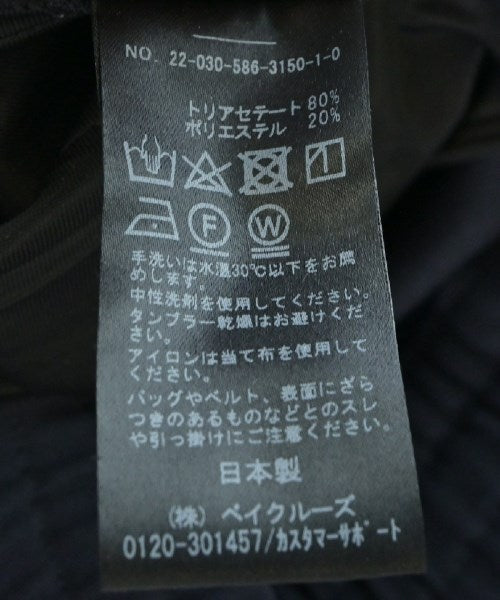 NO. 22-030-586-3150-1-0
トリアセテート 80%
ポリエステル 20%
F W
手洗いは水温30℃以下をお薦
めします。
中性洗剤を使用してください。
タンブラー乾燥はお避けくだ
さい。
アイロンは当て布を使用して
ください。
バッグやベルト、表面にざら
つきのあるものなどとのスレ
や引っ掛けにご注意ください。
日本製
(株) ベイクルーズ
0120-301457/カスタマーサポート